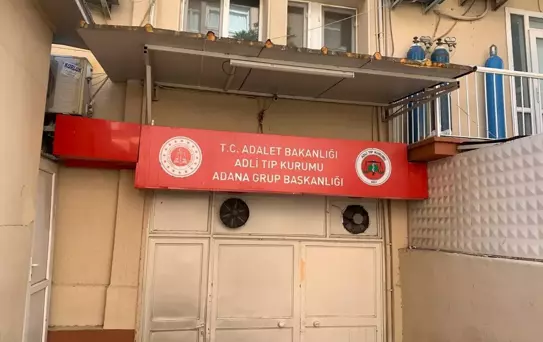 T.C. ADALET BAKANLIĞI
ADLİ TIP KURUMU
ADANA GRUP BAŞKANLIĞI